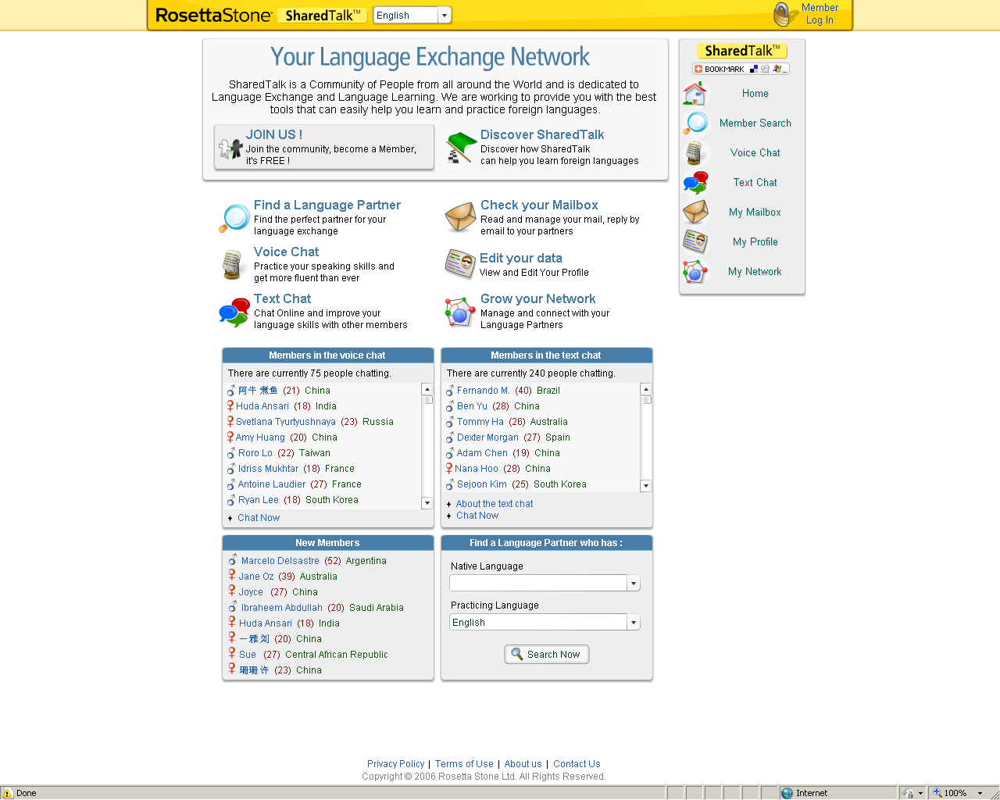 RosettaStone SharedTalk™ English
Member
Log In
Your Language Exchange Network
SharedTalk is a Community of People from all around the World and is dedicated to
Language Exchange and Language Learning. We are working to provide you with the best
tools that can easily help you learn and practice foreign languages.
JOIN US !
Join the community, become a Member,
it's FREE !
Discover SharedTalk
Discover how SharedTalk
can help you learn foreign languages
Find a Language Partner
Find the perfect partner for your
language exchange
Check your Mailbox
Read and manage your mail, reply by
email to your partners
Voice Chat
Practice your speaking skills and
get more fluent than ever
Edit your data
View and Edit Your Profile
Text Chat
Chat Online and improve your
language skills with other members
Grow your Network
Manage and connect with your
Language Partners
SharedTalk™
BOOKMARK
Home
Member Search
Voice Chat
Text Chat
My Mailbox
My Profile
My Network
Members in the voice chat
There are currently 75 people chatting.
阿牛 煮鱼 (21) China
Huda Ansari (18) India
Svetlana Tyurtyushnaya (23) Russia
Amy Huang (20) China
Roro Lo (22) Taiwan
Idriss Mukhtar (18) France
Antoine Laudier (27) France
Ryan Lee (18) South Korea
Chat Now
Members in the text chat
There are currently 240 people chatting.
Fernando M. (40) Brazil
Ben Yu (28) China
Tommy Ha (26) Australia
Dexter Morgan (27) Spain
Adam Chen (19) China
Nana Hoo (28) China
Sejoon Kim (25) South Korea
About the text chat
Chat Now
New Members
Marcelo Delsastre (52) Argentina
Jane Oz (39) Australia
Joyce (27) China
Ibraheem Abdullah (20) Saudi Arabia
Huda Ansari (18) India
一雅 刘 (20) China
Sue (27) Central African Republic
珊珊 许 (23) China
Find a Language Partner who has :
Native Language
Practicing Language
English
Search Now
Privacy Policy | Terms of Use | About us | Contact Us
Copyright © 2006 Rosetta Stone Ltd. All Rights Reserved.
Done Internet 100%